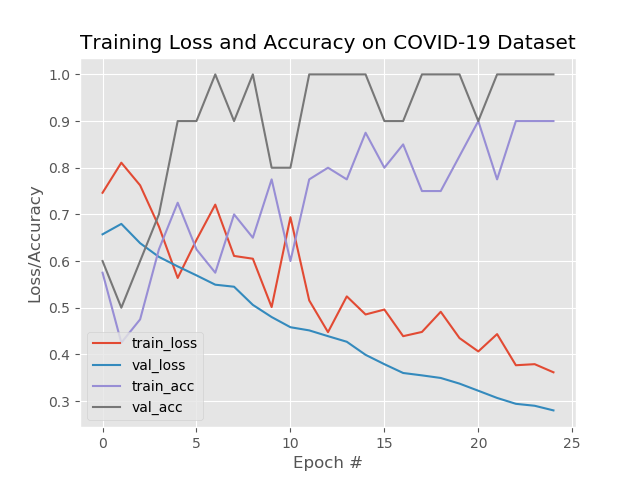 Training Loss and Accuracy on COVID-19 Dataset
1.0
0.9
0.8
0.7
0.6
0.5
0.4
0.3
Loss/Accuracy
train_loss
val_loss
train_acc
val_acc
0 5 10 15 20 25
Epoch #